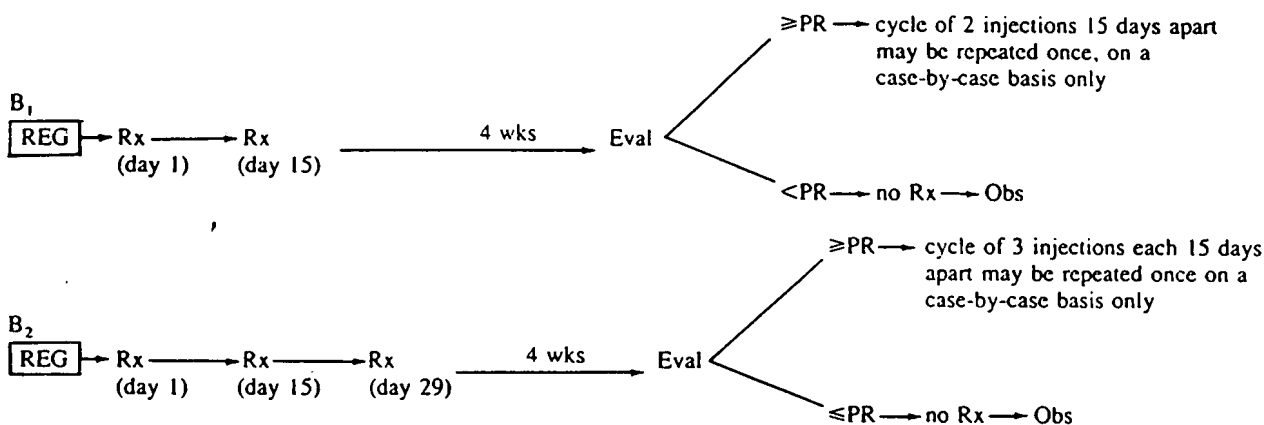 ≥PR → cycle of 2 injections 15 days apart
may be repeated once, on a
case-by-case basis only
B₁
REG → Rx → Rx 4 wks → Eval
(day 1) (day 15)
<PR → no Rx → Obs
≥PR → cycle of 3 injections each 15 days
apart may be repeated once on a
case-by-case basis only
B₂
REG → Rx → Rx → Rx 4 wks → Eval
(day 1) (day 15) (day 29)
≤PR → no Rx → Obs